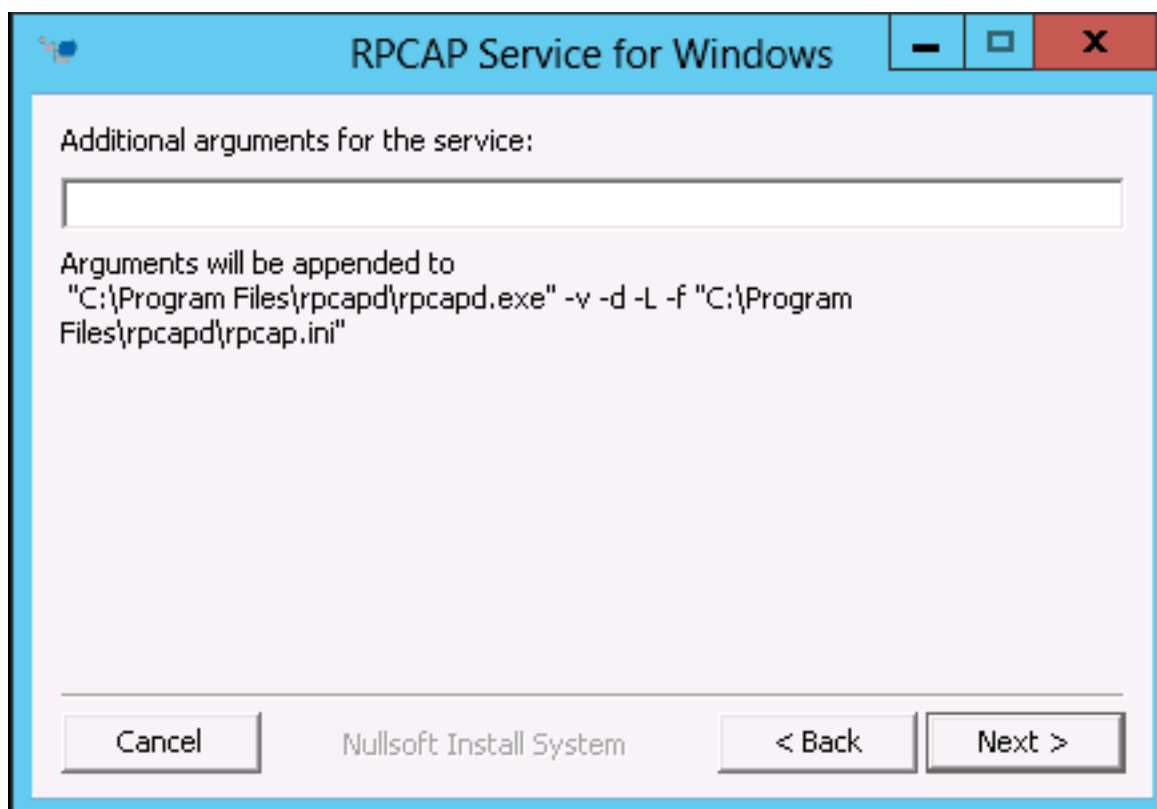 RPCAP Service for Windows
Additional arguments for the service:
Arguments will be appended to
"C:\Program Files\rpcapd\rpcapd.exe" -v -d -L -f "C:\Program
Files\rpcapd\rpcap.ini"
Cancel
Nullsoft Install System
< Back
Next >